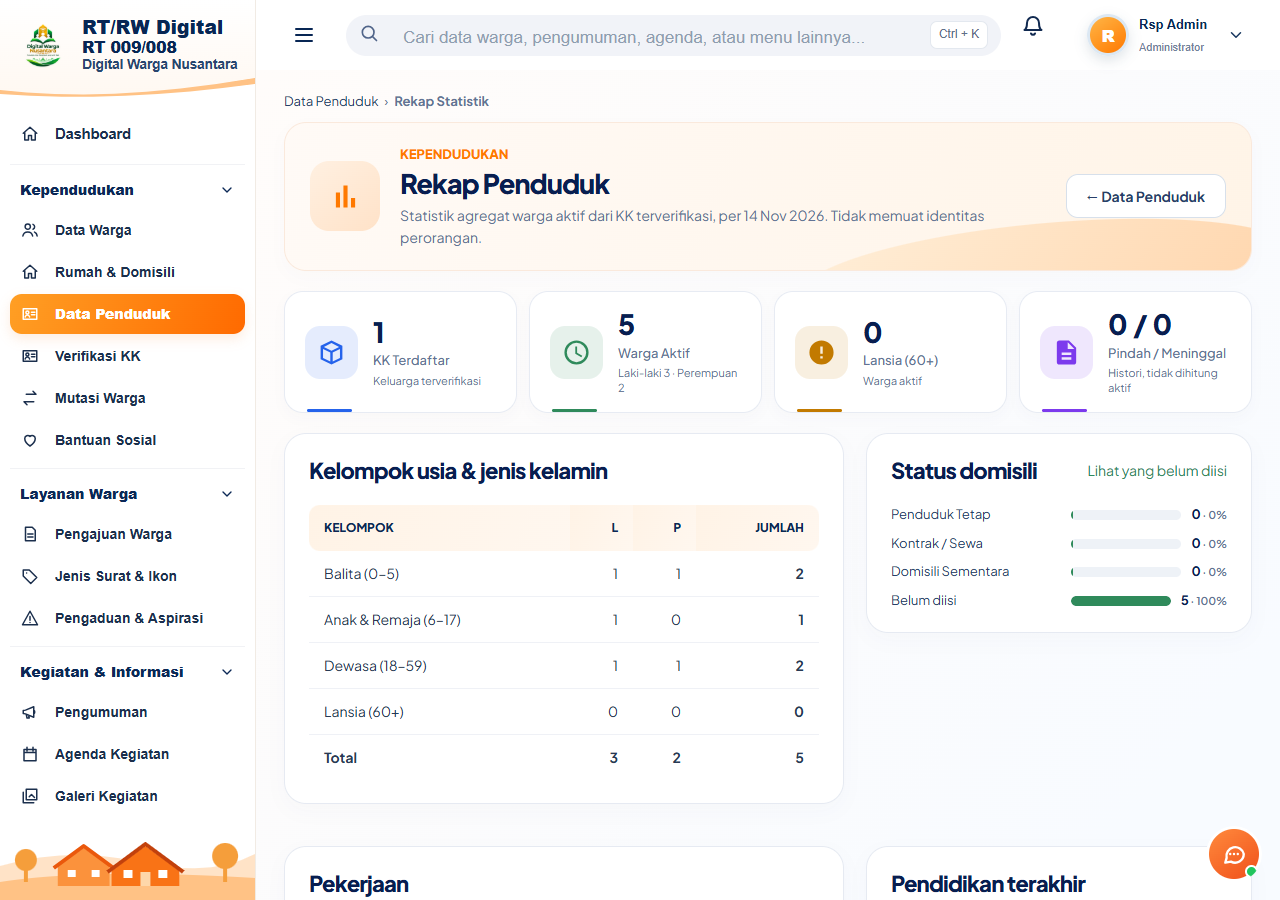 RT/RW Digital
RT 009/008
Digital Warga Nusantara
Cari data warga, pengumuman, agenda, atau menu lainnya...
Ctrl + K
R
Rsp Admin
Administrator
Dashboard
Kependudukan
Data Warga
Rumah & Domisili
Data Penduduk
Verifikasi KK
Mutasi Warga
Bantuan Sosial
Layanan Warga
Pengajuan Warga
Jenis Surat & Ikon
Pengaduan & Aspirasi
Kegiatan & Informasi
Pengumuman
Agenda Kegiatan
Galeri Kegiatan
Data Penduduk › Rekap Statistik
KEPENDUDUKAN
Rekap Penduduk
Statistik agregat warga aktif dari KK terverifikasi, per 14 Nov 2026. Tidak memuat identitas
perorangan.
← Data Penduduk
1
KK Terdaftar
Keluarga terverifikasi
5
Warga Aktif
Laki-laki 3 · Perempuan
2
0
Lansia (60+)
Warga aktif
0 / 0
Pindah / Meninggal
Histori, tidak dihitung
aktif
Kelompok usia & jenis kelamin
KELOMPOK L P JUMLAH
Balita (0–5) 1 1 2
Anak & Remaja (6–17) 1 0 1
Dewasa (18–59) 1 1 2
Lansia (60+) 0 0 0
Total 3 2 5
Status domisili
Lihat yang belum diisi
Penduduk Tetap 0 · 0%
Kontrak / Sewa 0 · 0%
Domisili Sementara 0 · 0%
Belum diisi 5 · 100%
Pekerjaan
Pendidikan terakhir